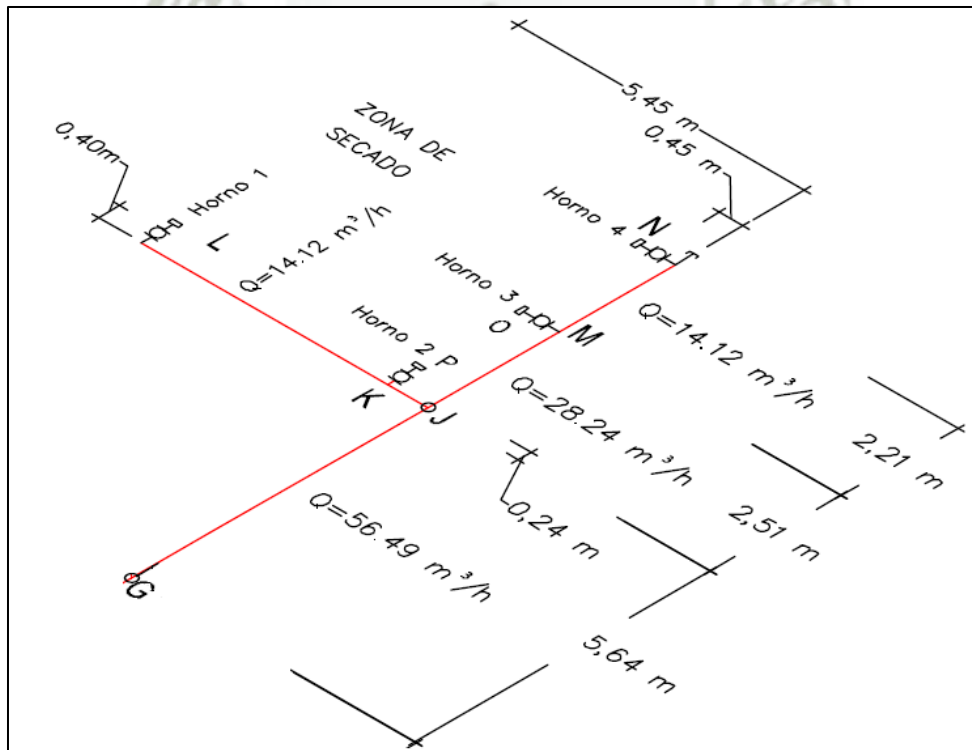 5,45 m
0,45 m
ZONA DE
SECADO
0,40m
Horno 1
L
Q=14.12 m³/h
Horno 4
N
T
Horno 3
O
M
Q=14.12 m³/h
Horno 2
P
K
J
Q=28.24 m³/h
2,21 m
0,24 m
2,51 m
Q=56.49 m³/h
G
5,64 m